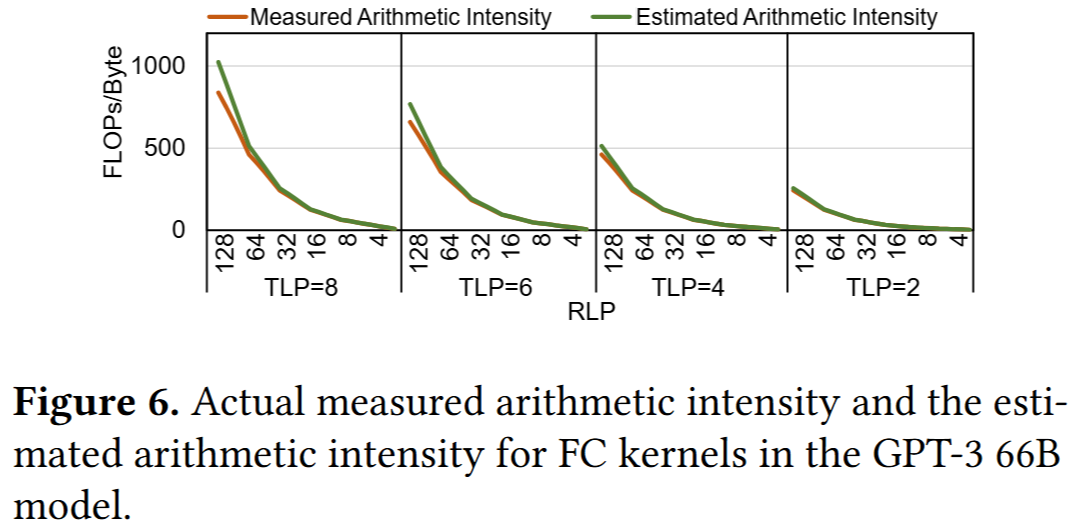 Measured Arithmetic Intensity Estimated Arithmetic Intensity
FLOPs/Byte
1000
500
0
128 64 32 16 8 4 128 64 32 16 8 4 128 64 32 16 8 4 128 64 32 16 8 4
TLP=8 TLP=6 TLP=4 TLP=2
RLP
Figure 6. Actual measured arithmetic intensity and the esti-
mated arithmetic intensity for FC kernels in the GPT-3 66B
model.